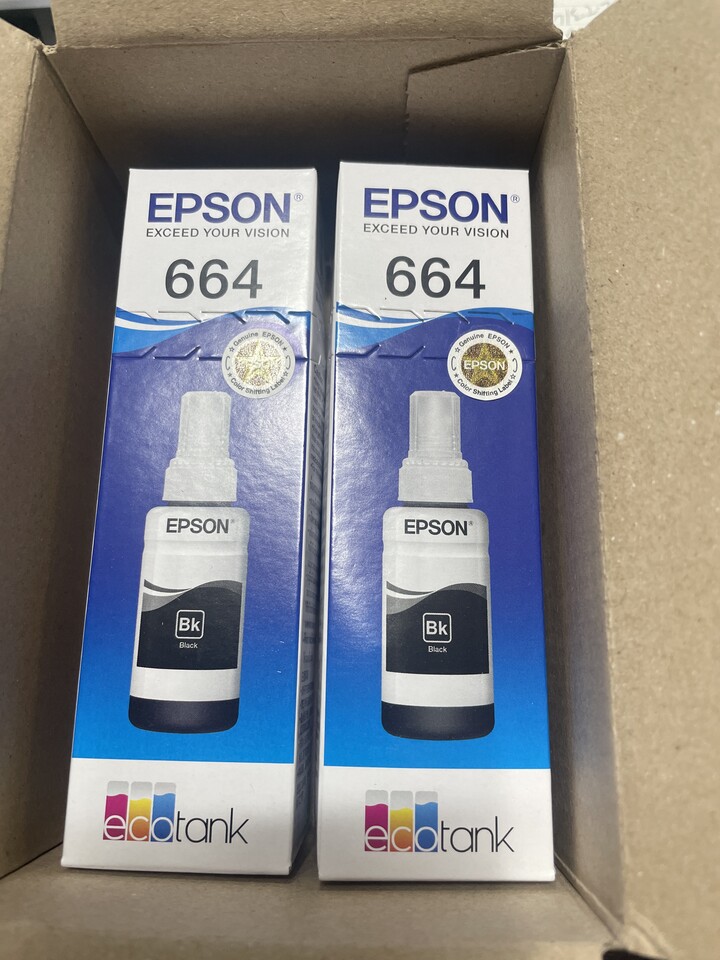 EPSON®
EXCEED YOUR VISION
664
Genuine EPSON
Color Shifting Label
EPSON
Bk
Black
ecotank
EPSON®
EXCEED YOUR VISION
664
Genuine EPSON
EPSON
Color Shifting Label
EPSON
Bk
Black
ecotank